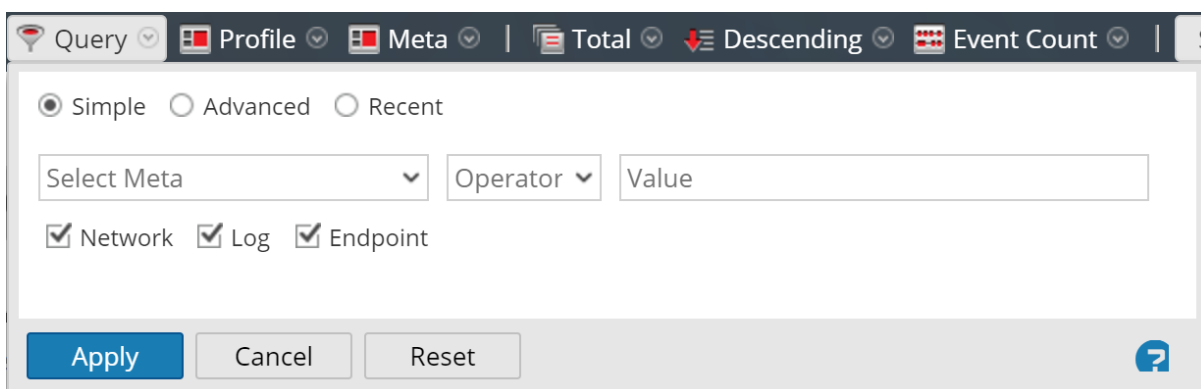 Query Profile Meta | Total Descending Event Count |
Simple Advanced Recent
Select Meta Operator Value
Network Log Endpoint
Apply Cancel Reset ?